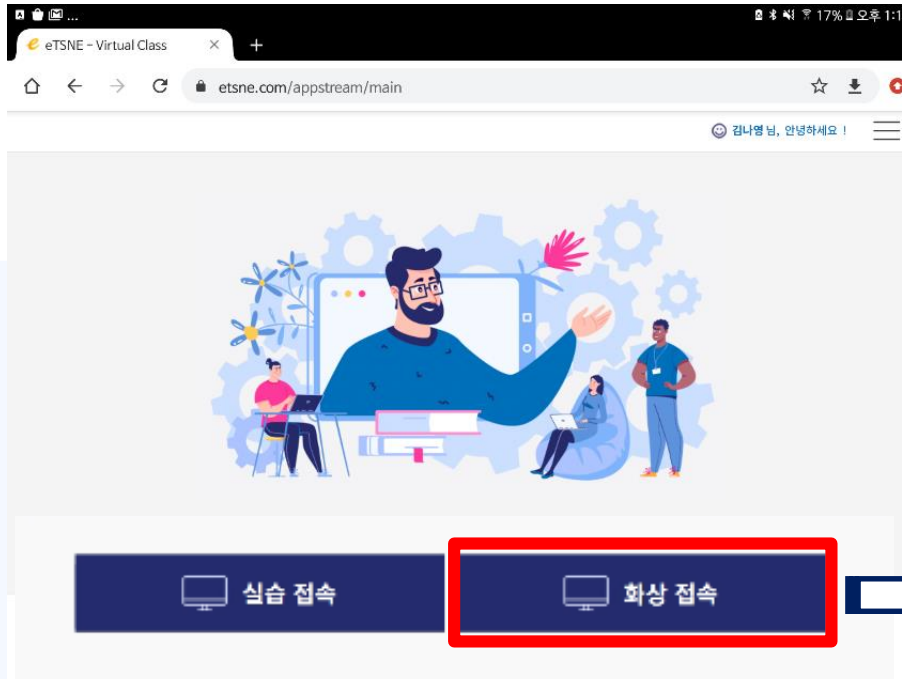 ... 17% 오후 1:1
eTSNE – Virtual Class
etsne.com/appstream/main
김나영 님, 안녕하세요 !
실습 접속
화상 접속